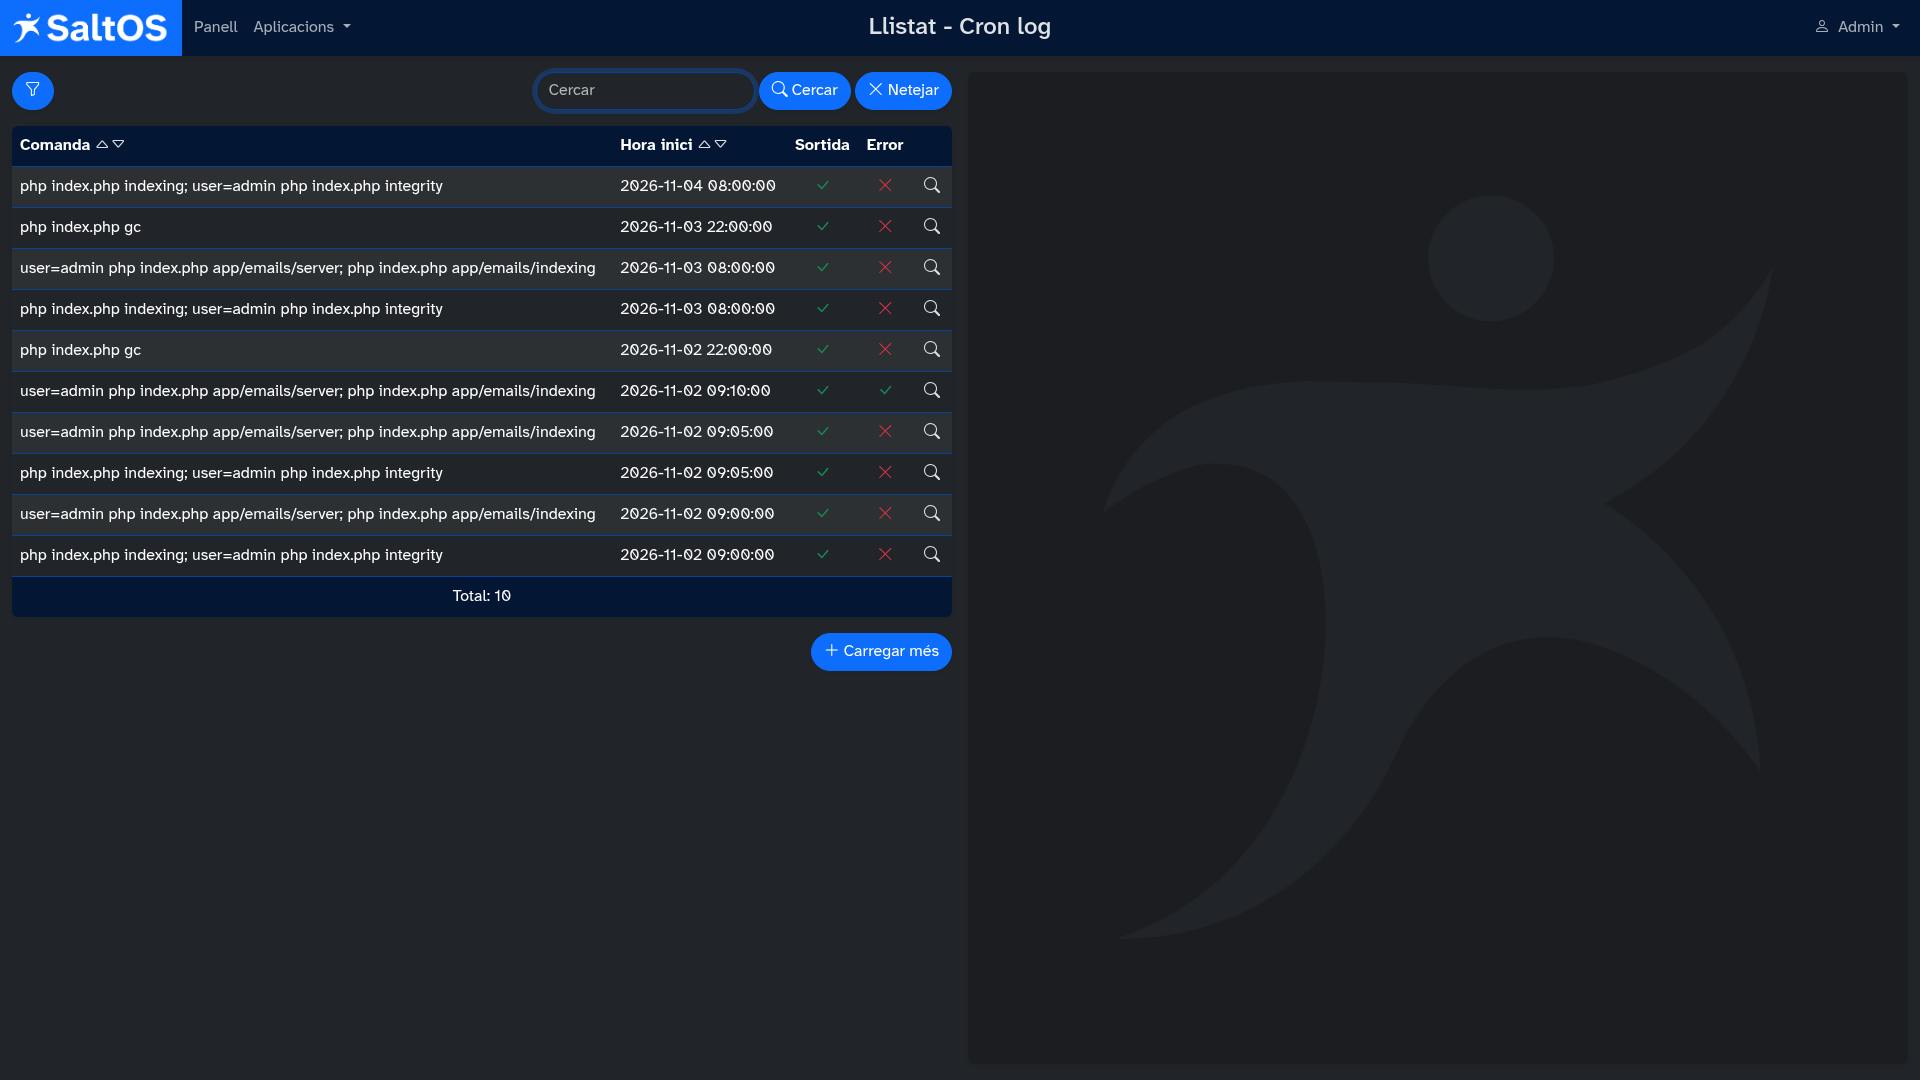 SaltOS Panell Aplicacions Llistat - Cron log Admin
Cercar Cercar Netejar
Comanda Hora inici Sortida Error
php index.php indexing; user=admin php index.php integrity 2026-11-04 08:00:00
php index.php gc 2026-11-03 22:00:00
user=admin php index.php app/emails/server; php index.php app/emails/indexing 2026-11-03 08:00:00
php index.php indexing; user=admin php index.php integrity 2026-11-03 08:00:00
php index.php gc 2026-11-02 22:00:00
user=admin php index.php app/emails/server; php index.php app/emails/indexing 2026-11-02 09:10:00
user=admin php index.php app/emails/server; php index.php app/emails/indexing 2026-11-02 09:05:00
php index.php indexing; user=admin php index.php integrity 2026-11-02 09:05:00
user=admin php index.php app/emails/server; php index.php app/emails/indexing 2026-11-02 09:00:00
php index.php indexing; user=admin php index.php integrity 2026-11-02 09:00:00
Total: 10
Carregar més